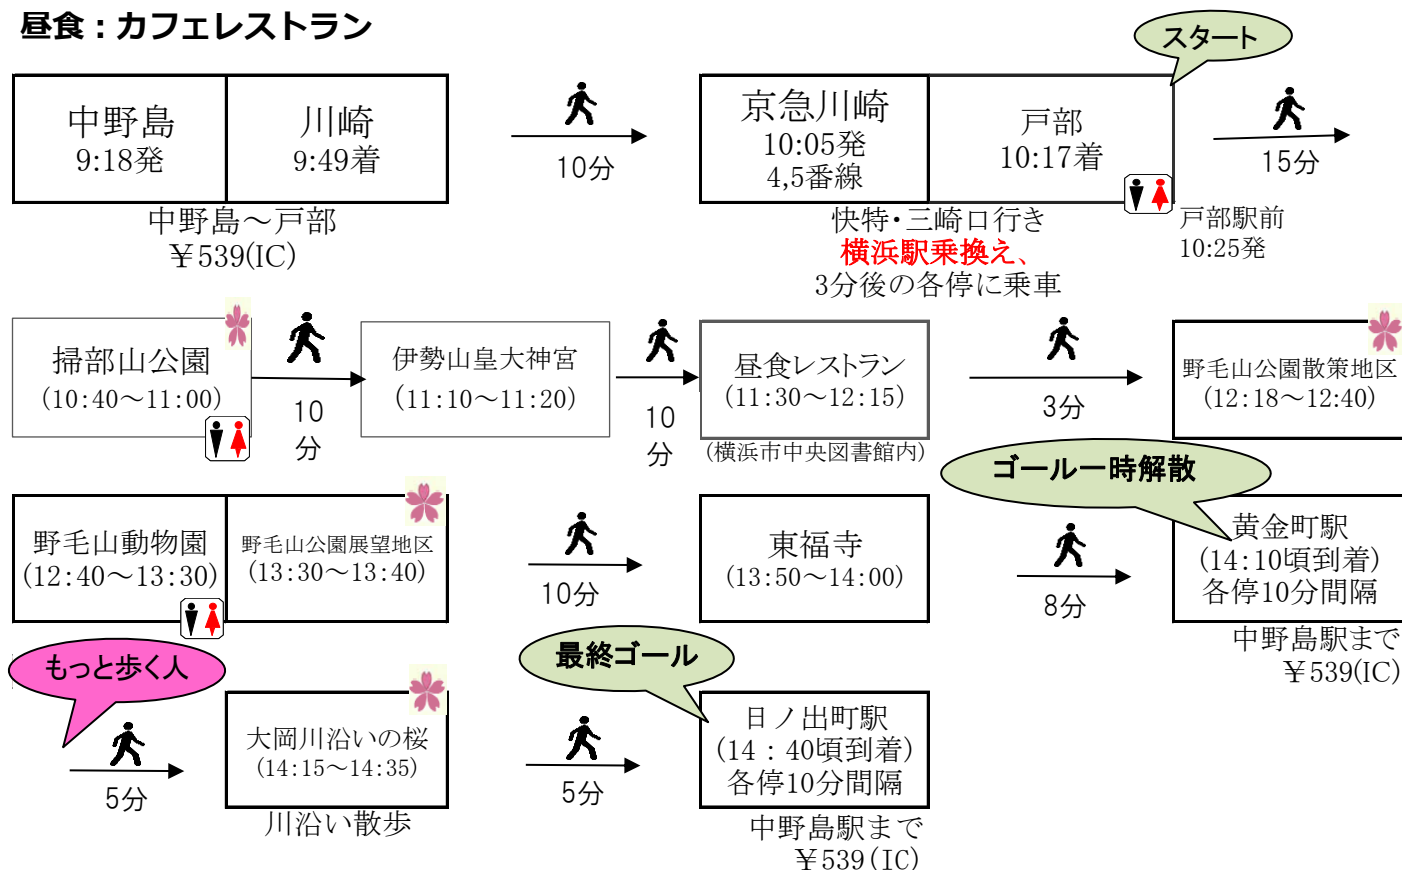 昼食：カフェレストラン
スタート
中野島
9:18発
川崎
9:49着
10分
京急川崎
10:05発
4,5番線
戸部
10:17着
15分
中野島～戸部
￥539(IC)
快特・三崎口行き
横浜駅乗換え、
3分後の各停に乗車
戸部駅前
10:25発
掃部山公園
(10:40～11:00)
10
分
伊勢山皇大神宮
(11:10～11:20)
10
分
昼食レストラン
(11:30～12:15)
(横浜市中央図書館内)
3分
野毛山公園散策地区
(12:18～12:40)
ゴール一時解散
野毛山動物園
(12:40～13:30)
野毛山公園展望地区
(13:30～13:40)
10分
東福寺
(13:50～14:00)
8分
黄金町駅
(14:10頃到着)
各停10分間隔
中野島駅まで
￥539(IC)
もっと歩く人
最終ゴール
5分
大岡川沿いの桜
(14:15～14:35)
川沿い散歩
5分
日ノ出町駅
(14：40頃到着)
各停10分間隔
中野島駅まで
￥539(IC)